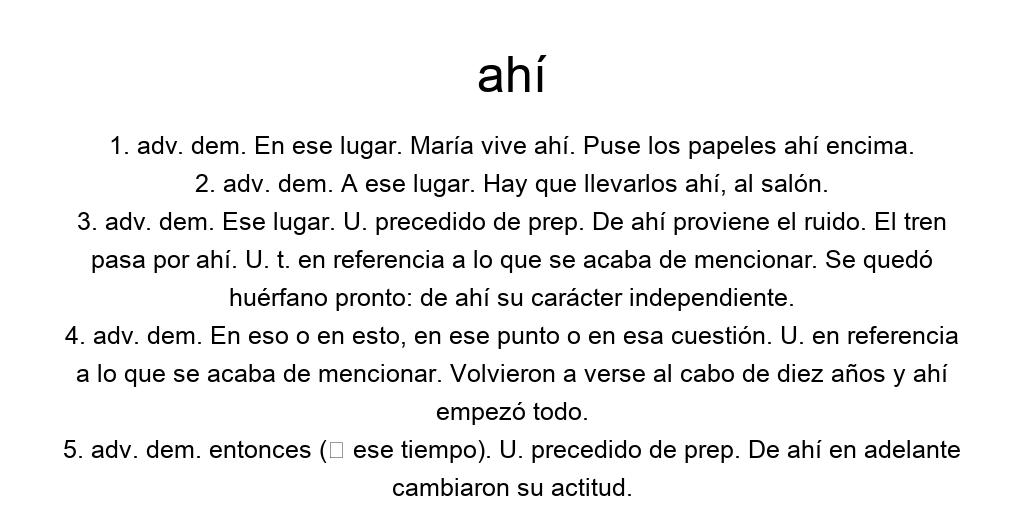 ahí
1. adv. dem. En ese lugar. María vive ahí. Puse los papeles ahí encima.
2. adv. dem. A ese lugar. Hay que llevarlos ahí, al salón.
3. adv. dem. Ese lugar. U. precedido de prep. De ahí proviene el ruido. El tren
pasa por ahí. U. t. en referencia a lo que se acaba de mencionar. Se quedó
huérfano pronto: de ahí su carácter independiente.
4. adv. dem. En eso o en esto, en ese punto o en esa cuestión. U. en referencia
a lo que se acaba de mencionar. Volvieron a verse al cabo de diez años y ahí
empezó todo.
5. adv. dem. entonces (□ ese tiempo). U. precedido de prep. De ahí en adelante
cambiaron su actitud.